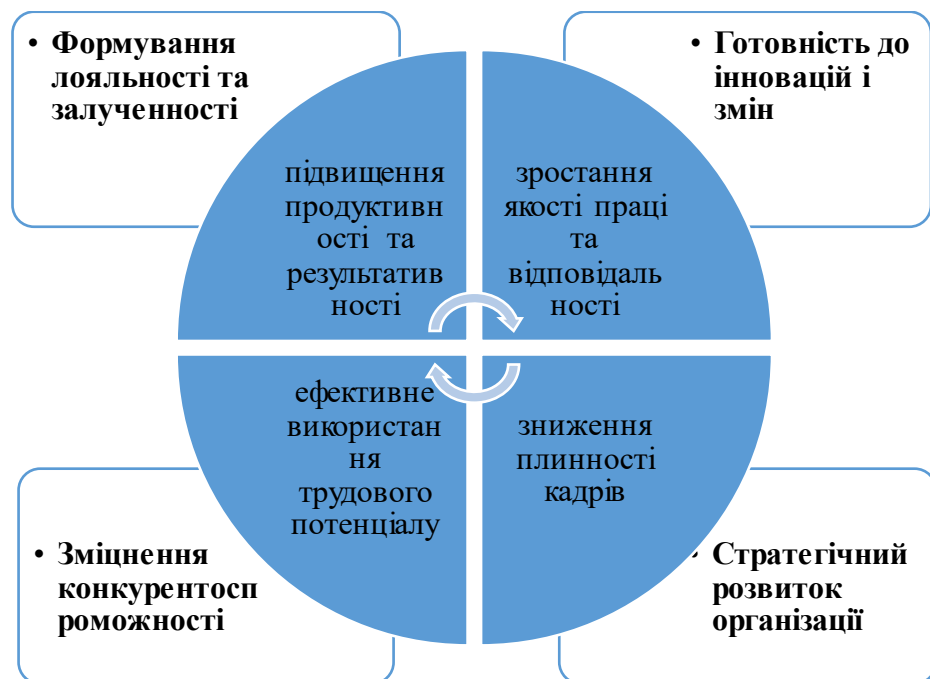 • Формування
лояльності та
залученності
• Готовність до
інновацій і
змін
підвищення
продуктивн
ості та
результатив
ності
зростання
якості праці
та
відповідаль
ності
ефективне
використан
ня
трудового
потенціалу
зниження
плинності
кадрів
• Зміцнення
конкурентосп
роможності
• Стратегічний
розвиток
організації